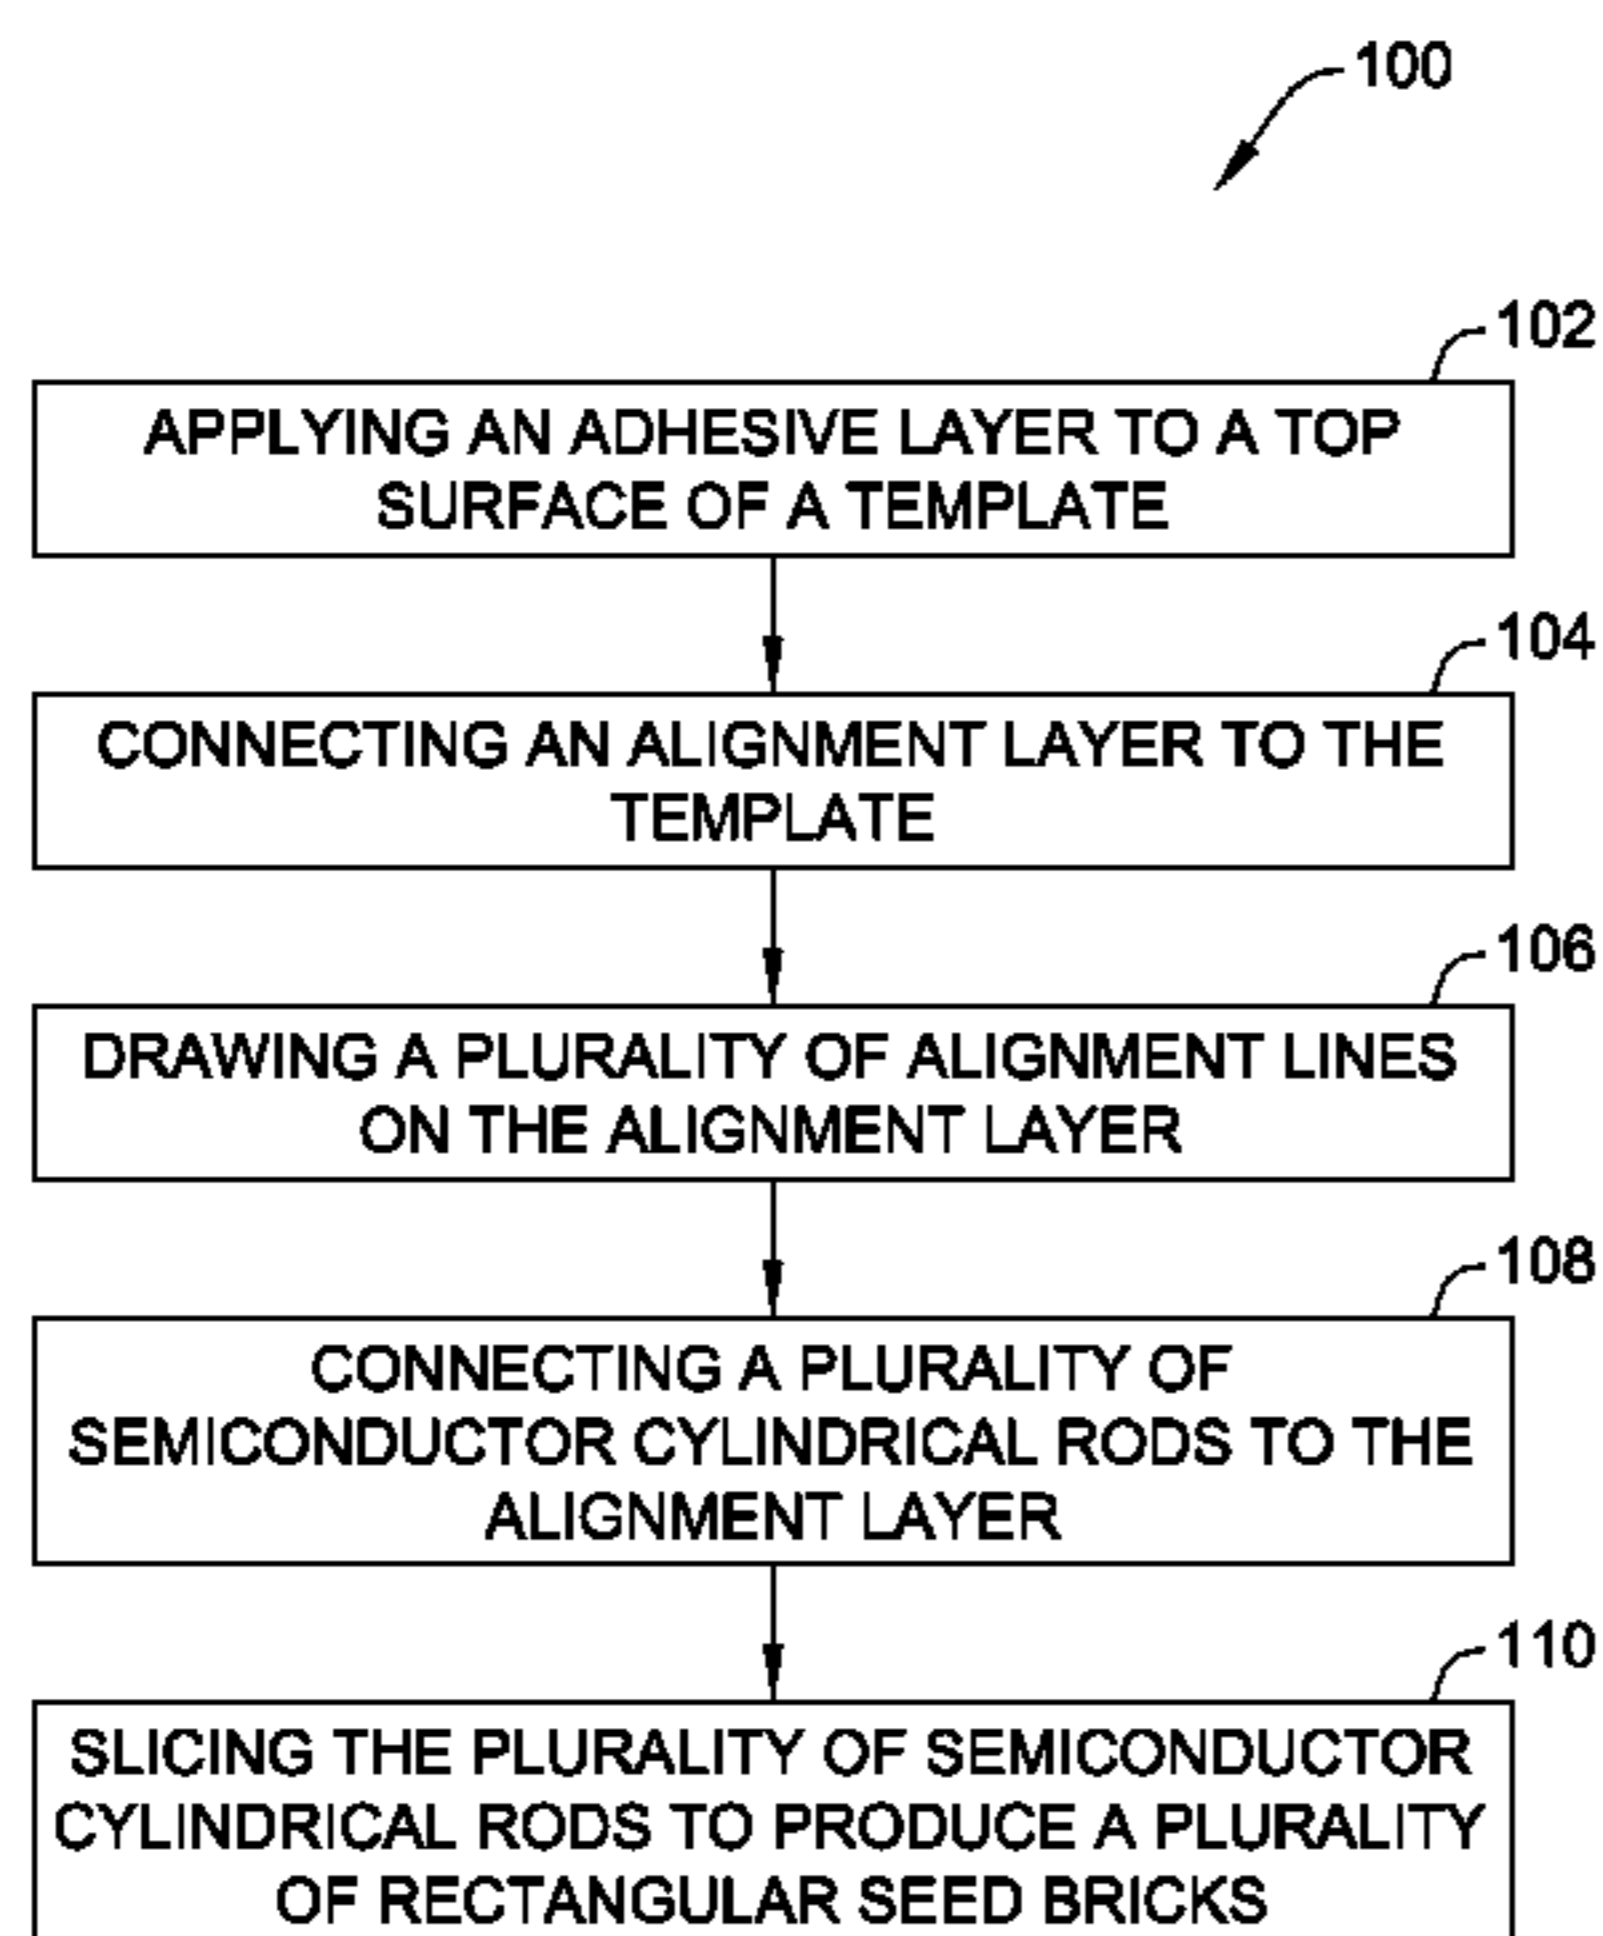 100
102
APPLYING AN ADHESIVE LAYER TO A TOP
SURFACE OF A TEMPLATE
104
CONNECTING AN ALIGNMENT LAYER TO THE
TEMPLATE
106
DRAWING A PLURALITY OF ALIGNMENT LINES
ON THE ALIGNMENT LAYER
108
CONNECTING A PLURALITY OF
SEMICONDUCTOR CYLINDRICAL RODS TO THE
ALIGNMENT LAYER
110
SLICING THE PLURALITY OF SEMICONDUCTOR
CYLINDRICAL RODS TO PRODUCE A PLURALITY
OF RECTANGULAR SEED BRICKS